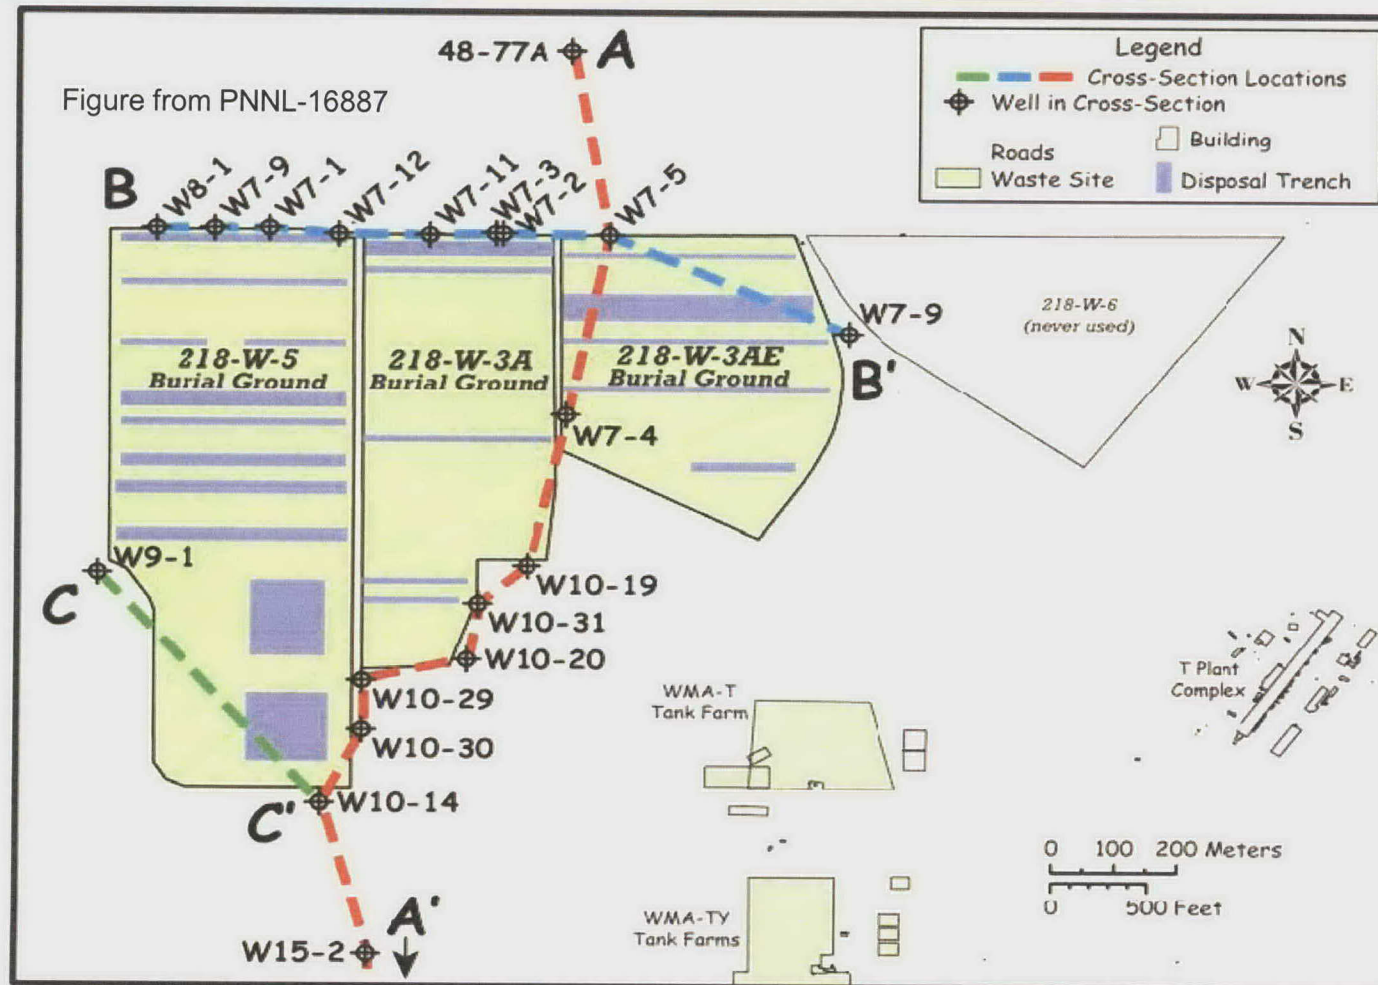 48-77A
A
Figure from PNNL-16887
Legend
Cross-Section Locations
Well in Cross-Section
Building
Roads
Waste Site
Disposal Trench
B
W8-1
W7-9
W7-1
W7-12
W7-11
W7-3
W7-2
W7-5
218-W-6
(never used)
W7-9
B'
218-W-5
Burial Ground
218-W-3A
Burial Ground
218-W-3AE
Burial Ground
N
W
E
S
W7-4
W9-1
C
W10-19
W10-31
W10-20
W10-29
W10-30
C'
W10-14
WMA-T
Tank Farm
T Plant
Complex
0 100 200 Meters
0 500 Feet
A'
W15-2
WMA-TY
Tank Farms